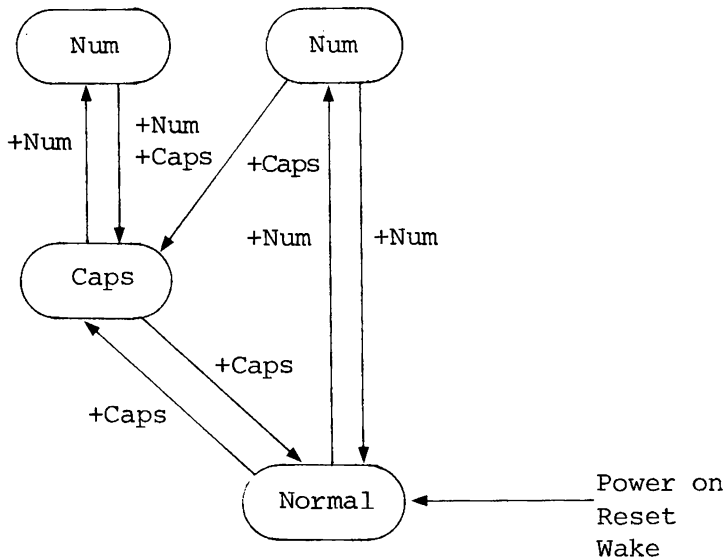 Num
Num
+Num
+Num
+Caps
+Caps
+Num
+Num
Caps
+Caps
+Caps
Normal
Power on
Reset
Wake